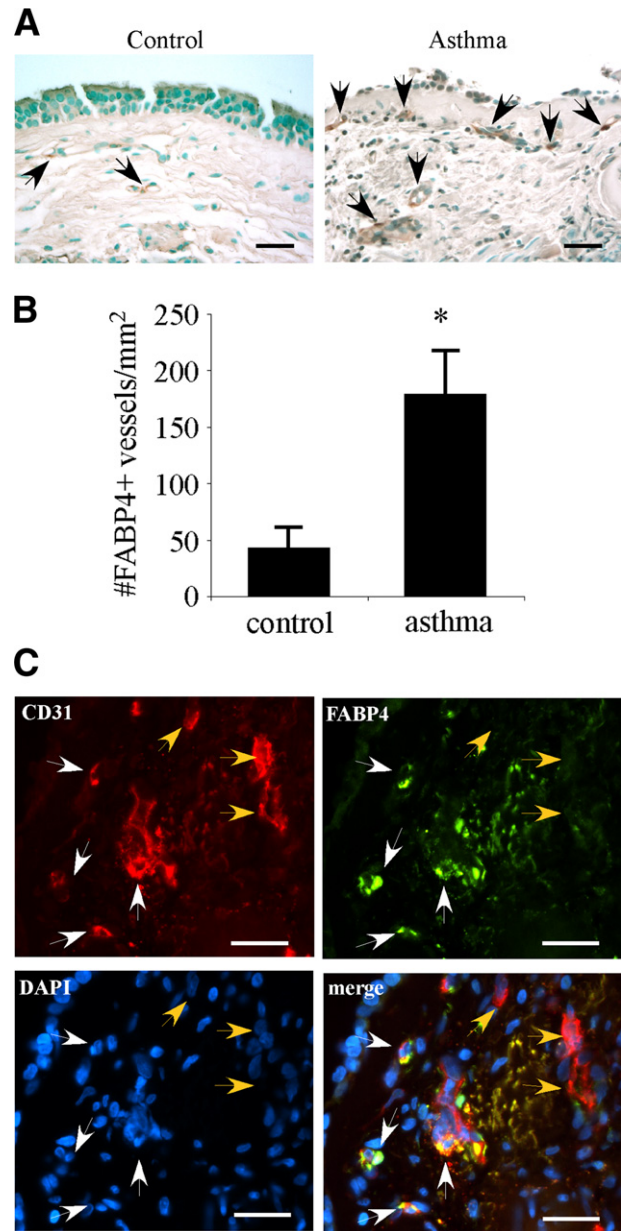 A
Control
Asthma
B
#FABP4+ vessels/mm²
250
200
150
100
50
0
*
control
asthma
C
CD31
FABP4
DAPI
merge